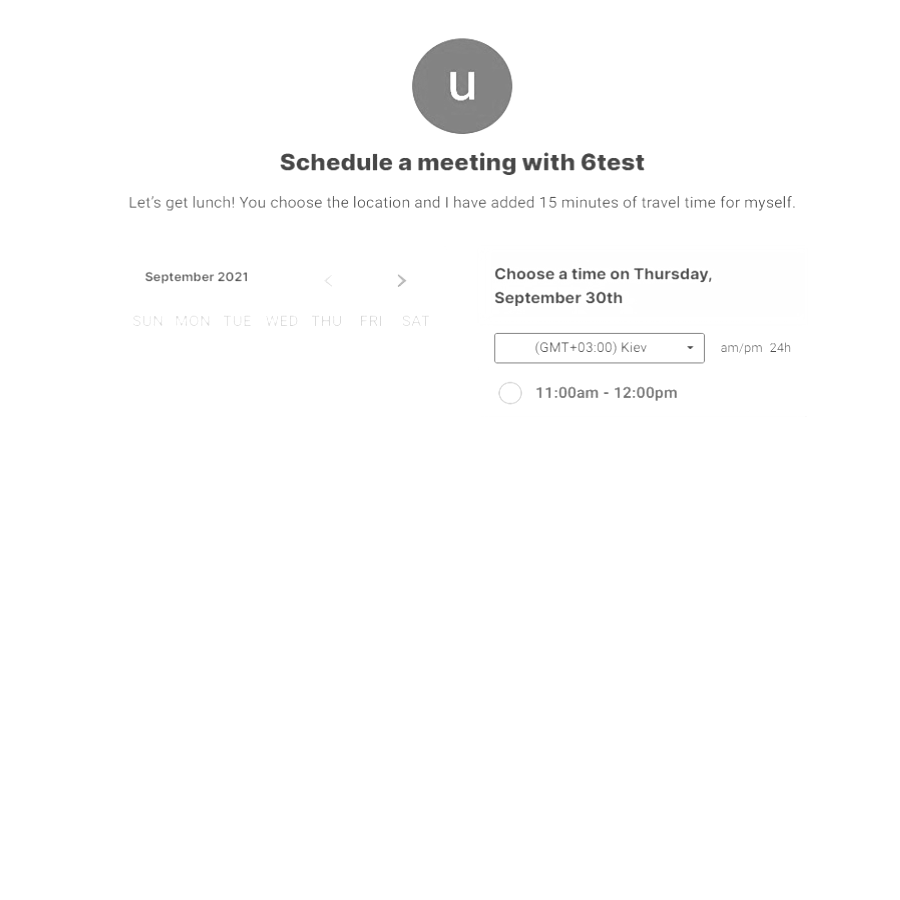 u
Schedule a meeting with 6test
Let's get lunch! You choose the location and I have added 15 minutes of travel time for myself.
September 2021
SUN MON TUE WED THU FRI SAT
Choose a time on Thursday,
September 30th
(GMT+03:00) Kiev
am/pm 24h
11:00am - 12:00pm